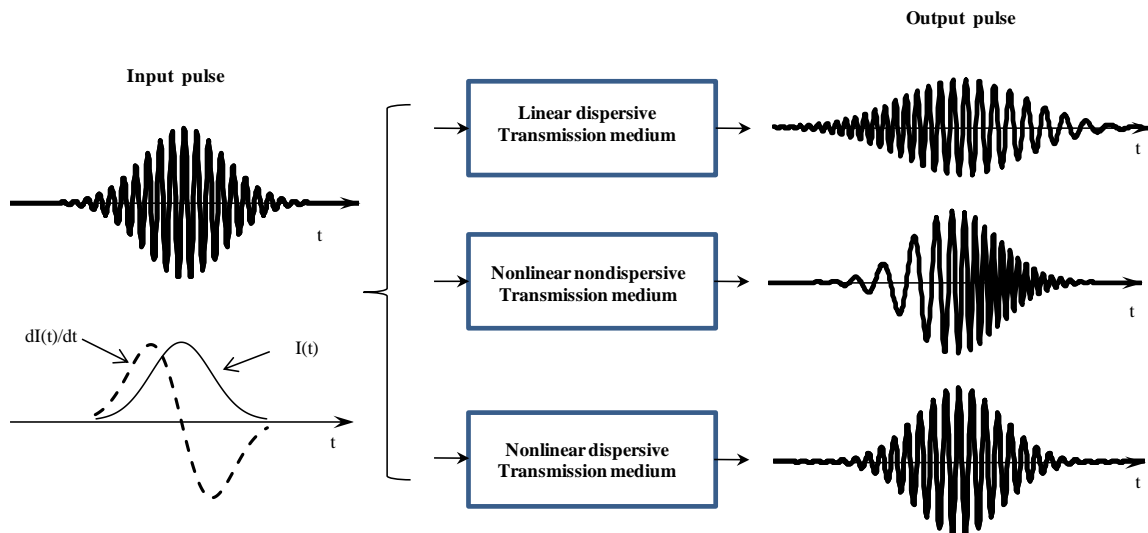 Output pulse
Input pulse
Linear dispersive
Transmission medium
t
t
Nonlinear nondispersive
Transmission medium
t
dI(t)/dt
I(t)
t
Nonlinear dispersive
Transmission medium
t